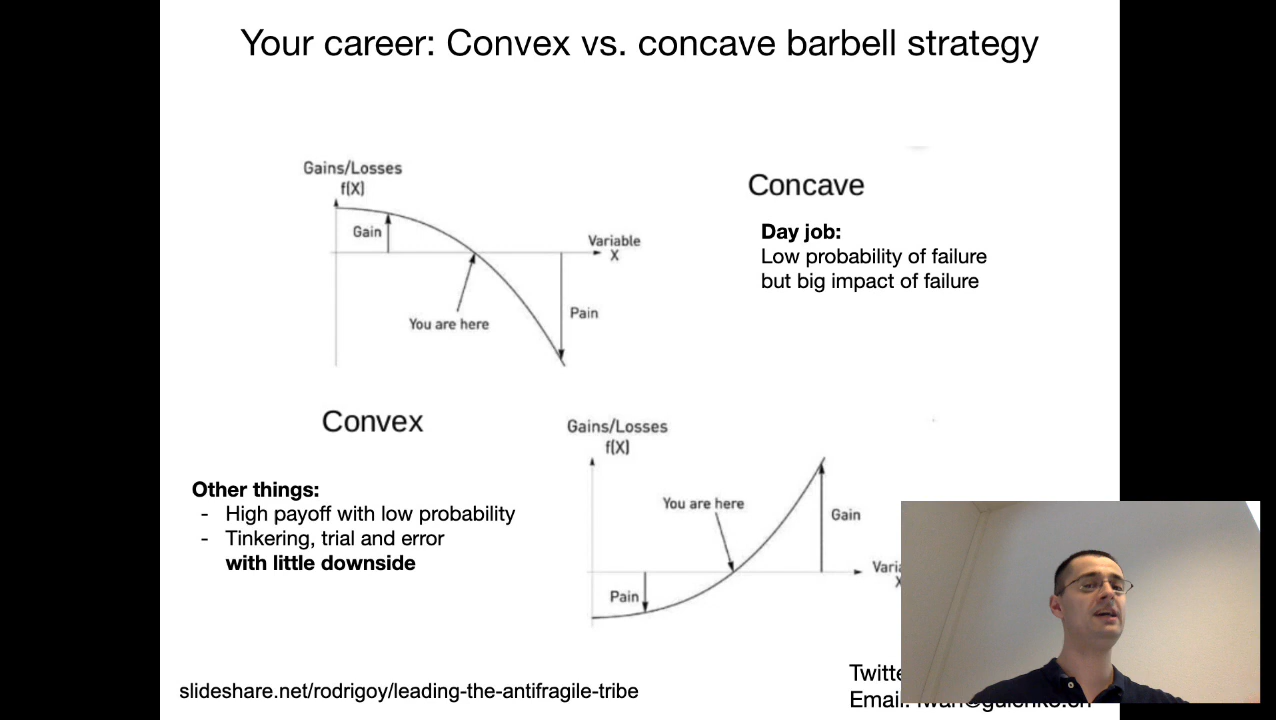 Your career: Convex vs. concave barbell strategy
Gains/Losses
f(X)
Gain
Variable
X
You are here
Pain
Concave
Day job:
Low probability of failure
but big impact of failure
Convex
Other things:
- High payoff with low probability
- Tinkering, trial and error
with little downside
Gains/Losses
f(X)
You are here
Gain
Pain
slideshare.net/rodrigoy/leading-the-antifragile-tribe
Email: